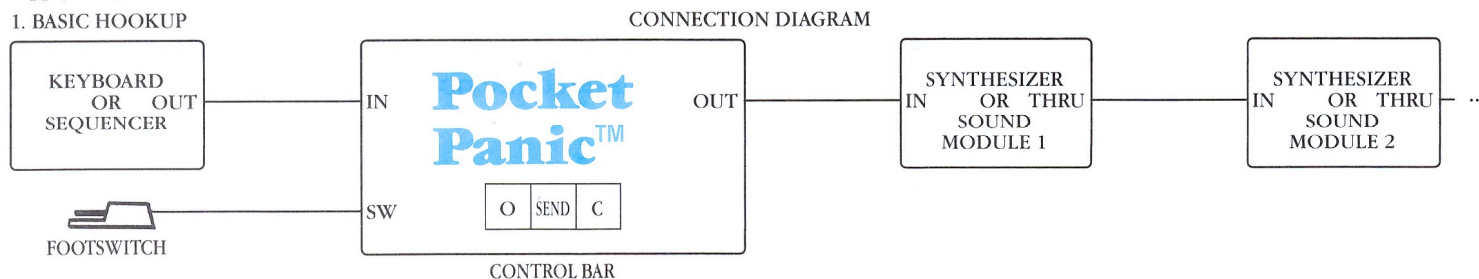 1. BASIC HOOKUP
CONNECTION DIAGRAM
KEYBOARD
OR OUT
SEQUENCER
IN
Pocket
Panic™
OUT
SW
O SEND C
CONTROL BAR
FOOTSWITCH
SYNTHESIZER
IN OR THRU
SOUND
MODULE 1
SYNTHESIZER
IN OR THRU
SOUND
MODULE 2